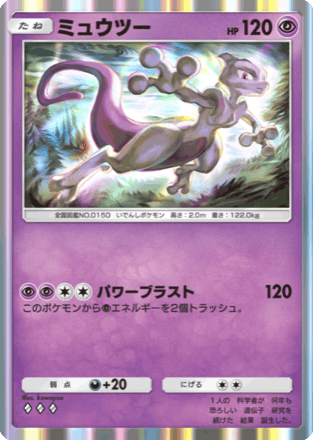 たね ミュウツー HP 120
全国図鑑NO.0150 いでんしポケモン 高さ:2.0m 重さ:122.0kg
パワーブラスト 120
このポケモンから超エネルギーを2個トラッシュ。
弱点 +20 にげる
Illus. kawayoo
1人の 科学者が 何年も
恐ろしい 遺伝子 研究を
続けた 結果 誕生した。